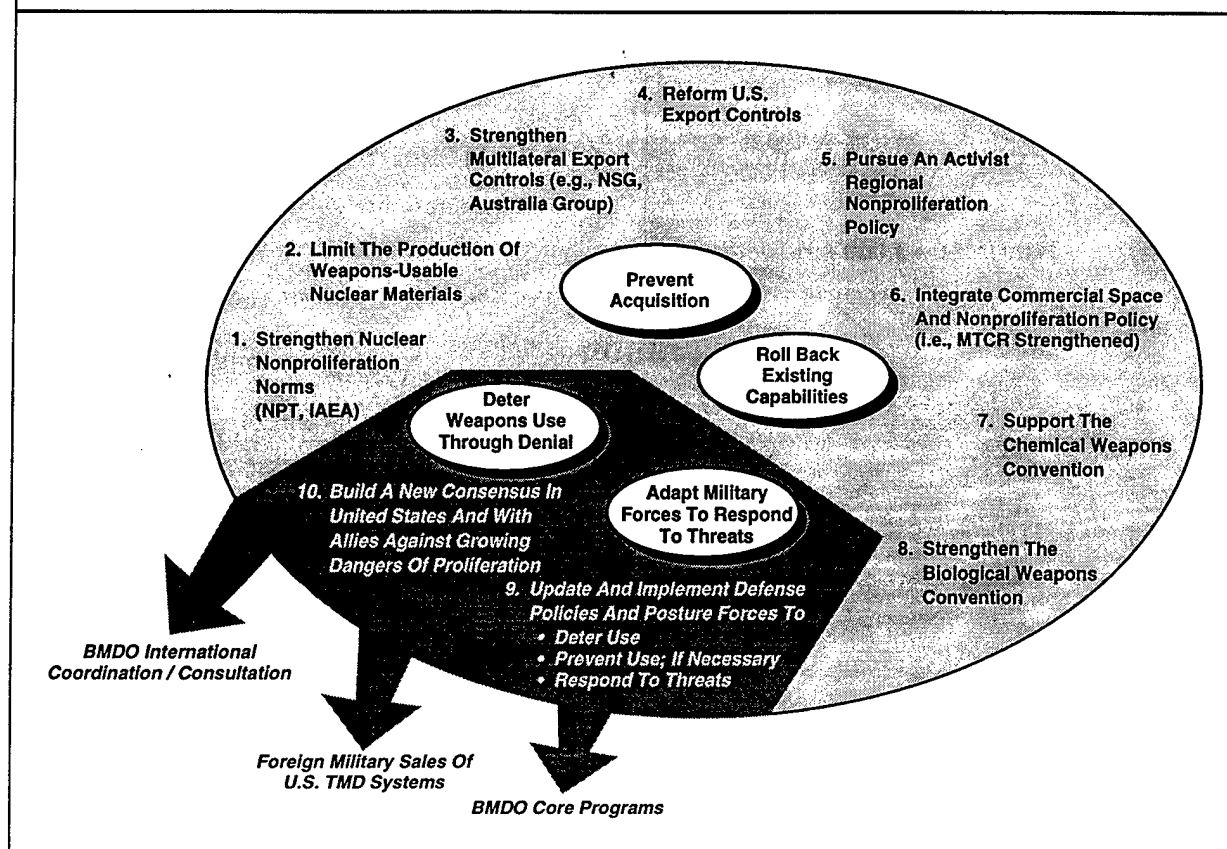 4. Reform U.S.
Export Controls
3. Strengthen
Multilateral Export
Controls (e.g., NSG,
Australia Group)
5. Pursue An Activist
Regional
Nonproliferation
Policy
2. Limit The Production Of
Weapons-Usable
Nuclear Materials
Prevent
Acquisition
6. Integrate Commercial Space
And Nonproliferation Policy
(i.e., MTCR Strengthened)
1. Strengthen Nuclear
Nonproliferation
Norms
(NPT, IAEA)
Roll Back
Existing
Capabilities
Deter
Weapons Use
Through Denial
7. Support The
Chemical Weapons
Convention
10. Build A New Consensus In
United States And With
Allies Against Growing
Dangers Of Proliferation
Adapt Military
Forces To Respond
To Threats
8. Strengthen The
Biological Weapons
Convention
9. Update And Implement Defense
Policies And Posture Forces To
• Deter Use
• Prevent Use; If Necessary
• Respond To Threats
BMDO International
Coordination / Consultation
Foreign Military Sales Of
U.S. TMD Systems
BMDO Core Programs